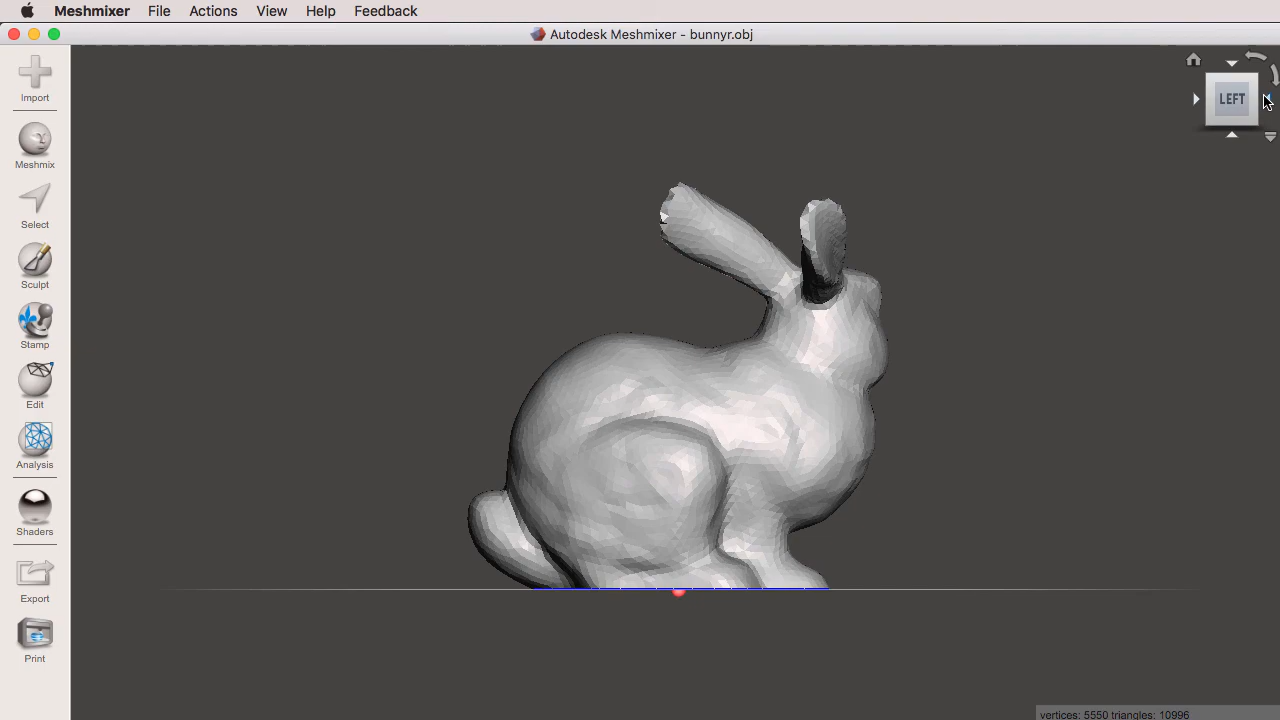 Meshmixer File Actions View Help Feedback
Autodesk Meshmixer - bunnyr.obj
Import
Meshmix
Select
Sculpt
Stamp
Edit
Analysis
Shaders
Export
Print
LEFT
vertices: 5550 triangles: 10996